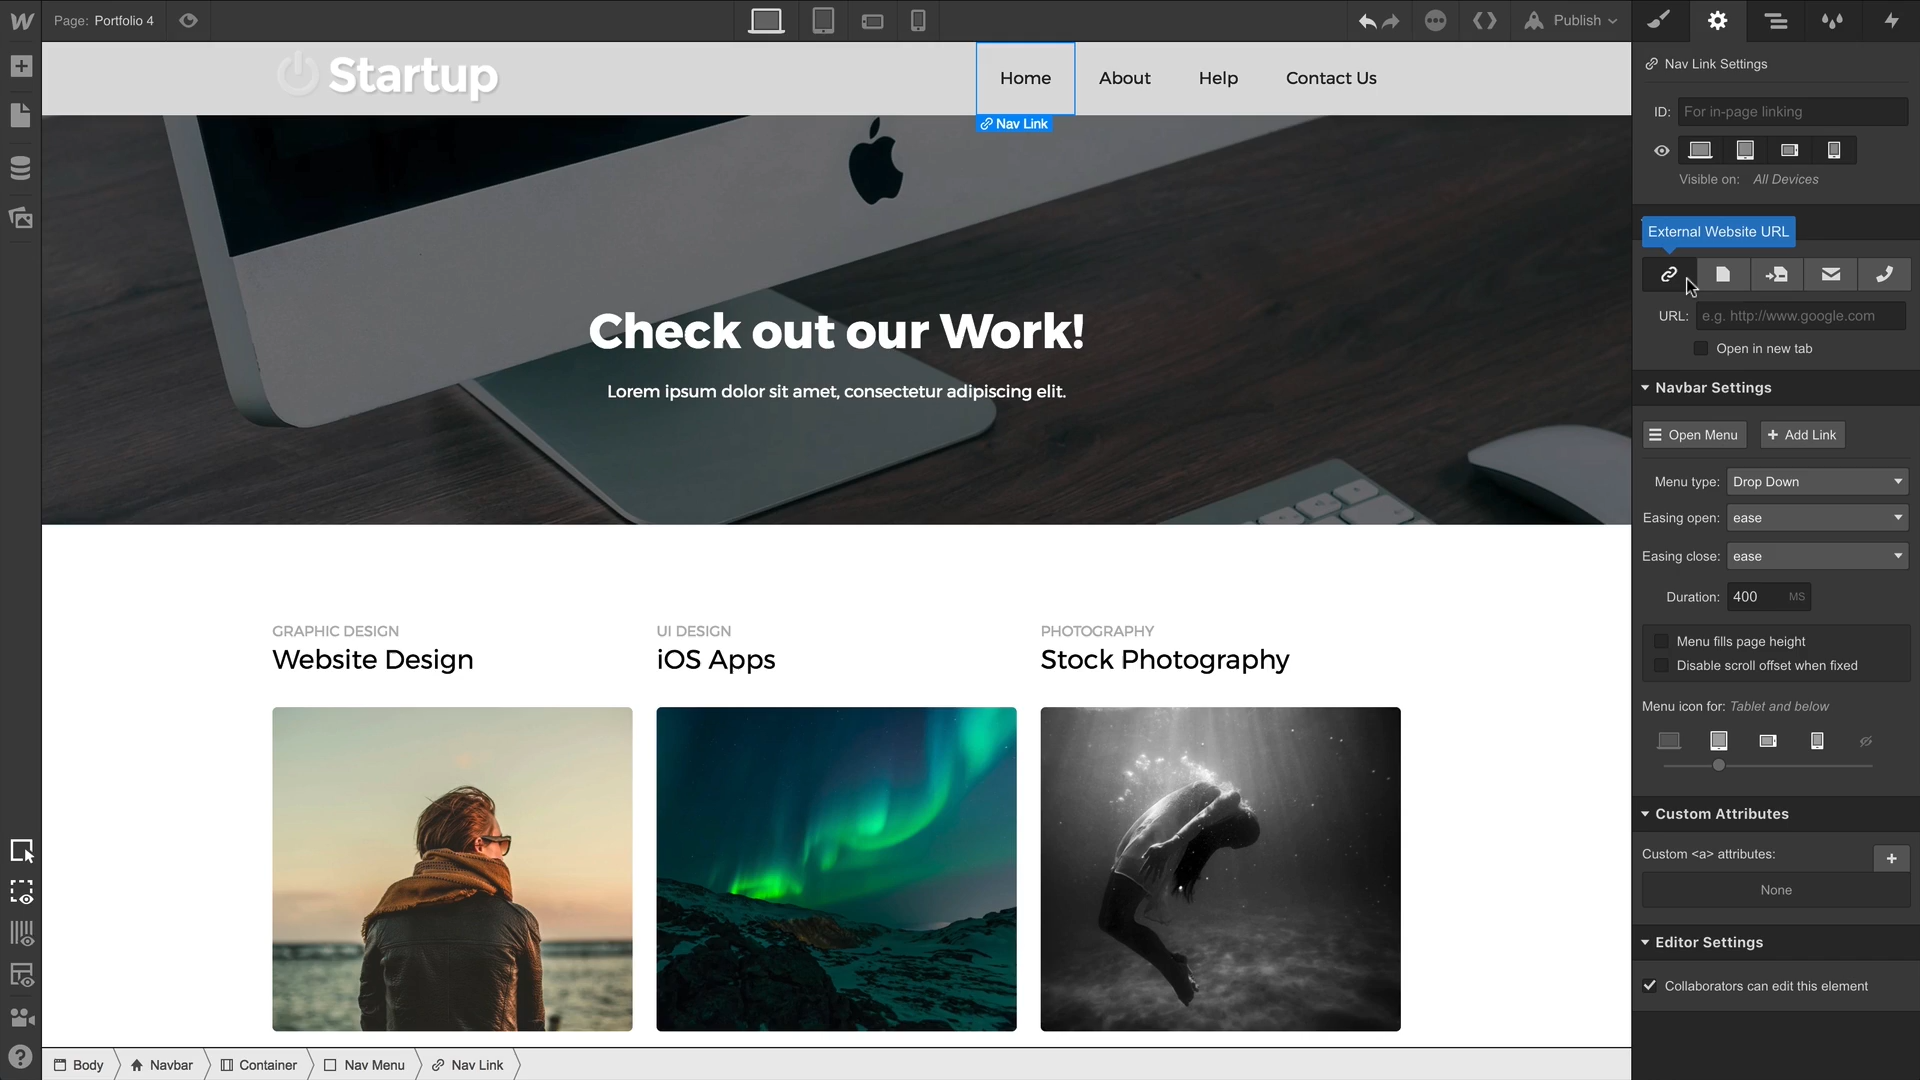 Page: Portfolio 4
Publish
Startup
Home
About
Help
Contact Us
Nav Link
Check out our Work!
Lorem ipsum dolor sit amet, consectetur adipiscing elit.
GRAPHIC DESIGN
Website Design
UI DESIGN
iOS Apps
PHOTOGRAPHY
Stock Photography
Body
Navbar
Container
Nav Menu
Nav Link
Nav Link Settings
ID: For in-page linking
Visible on: All Devices
External Website URL
URL: e.g. http://www.google.com
Open in new tab
Navbar Settings
Open Menu
Add Link
Menu type: Drop Down
Easing open: ease
Easing close: ease
Duration: 400 MS
Menu fills page height
Disable scroll offset when fixed
Menu icon for: Tablet and below
Custom Attributes
Custom <a> attributes:
None
Editor Settings
Collaborators can edit this element